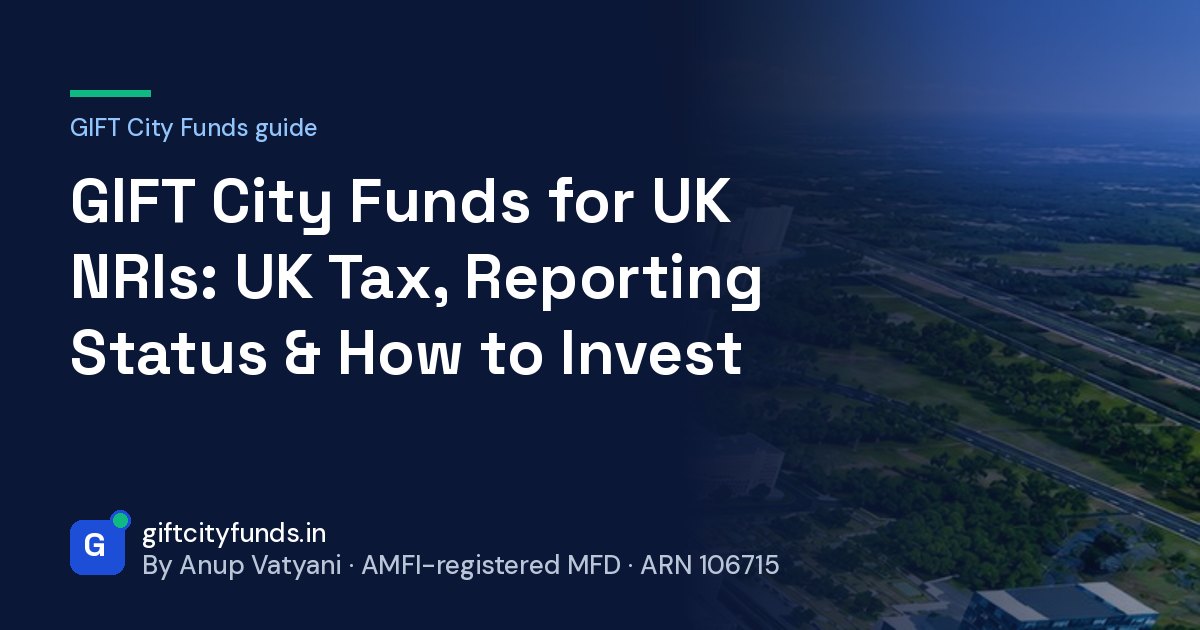 GIFT City Funds guide
GIFT City Funds for UK
NRIs: UK Tax, Reporting
Status & How to Invest
G
giftcityfunds.in
By Anup Vatyani · AMFI-registered MFD · ARN 106715